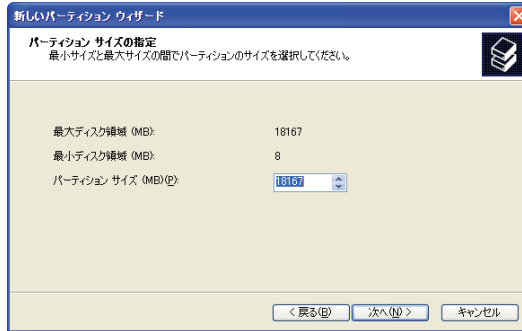 新しいパーティション ウィザード
パーティション サイズの指定
最小サイズと最大サイズの間でパーティションのサイズを選択してください。
最大ディスク領域 (MB): 18167
最小ディスク領域 (MB): 8
パーティション サイズ (MB)(P): 18167
< 戻る(B) 次へ(N) > キャンセル